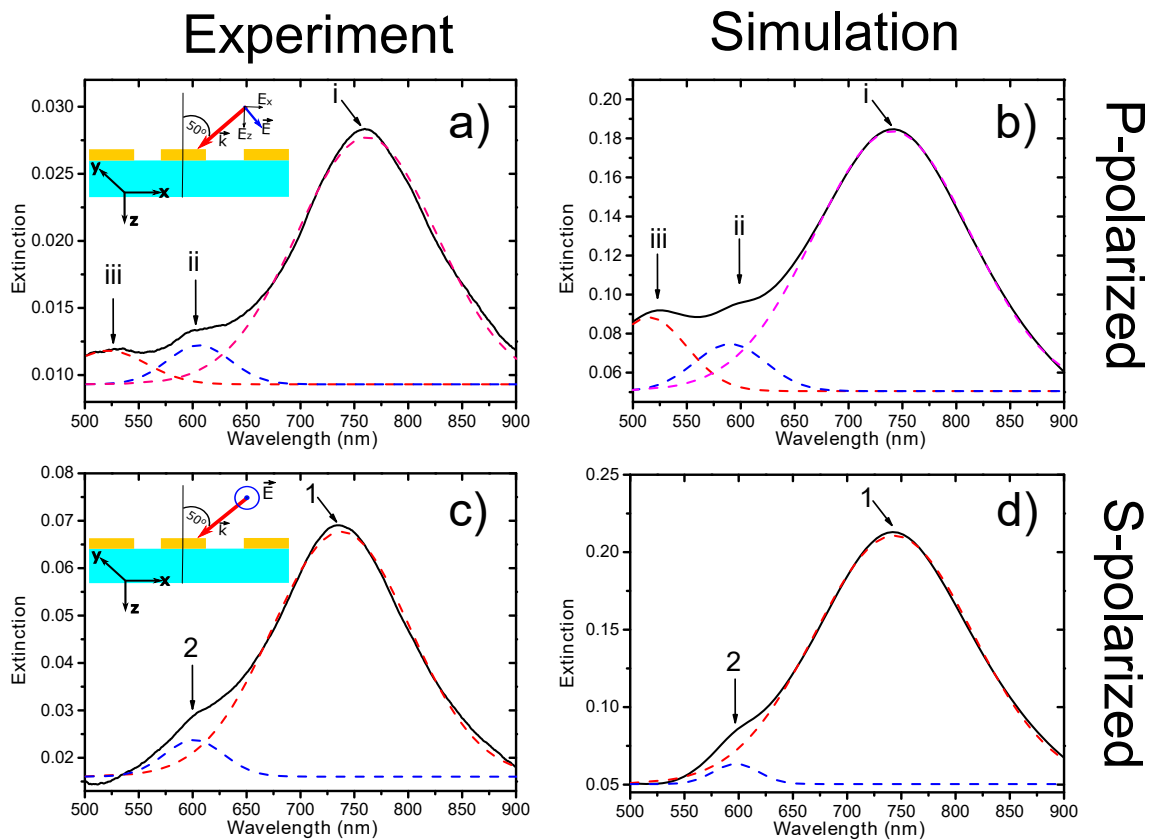 Experiment
Simulation
P-polarized
S-polarized
a)
i
ii
iii
50º
k
Ex
Ez
E
y
x
z
0.030
0.025
0.020
0.015
0.010
Extinction
500 550 600 650 700 750 800 850 900
Wavelength (nm)
b)
i
ii
iii
0.20
0.18
0.16
0.14
0.12
0.10
0.08
0.06
Extinction
500 550 600 650 700 750 800 850 900
Wavelength (nm)
c)
1
2
50º
k
E
y
x
z
0.08
0.07
0.06
0.05
0.04
0.03
0.02
Extinction
500 550 600 650 700 750 800 850 900
Wavelength (nm)
d)
1
2
0.25
0.20
0.15
0.10
0.05
Extinction
500 550 600 650 700 750 800 850 900
Wavelength (nm)